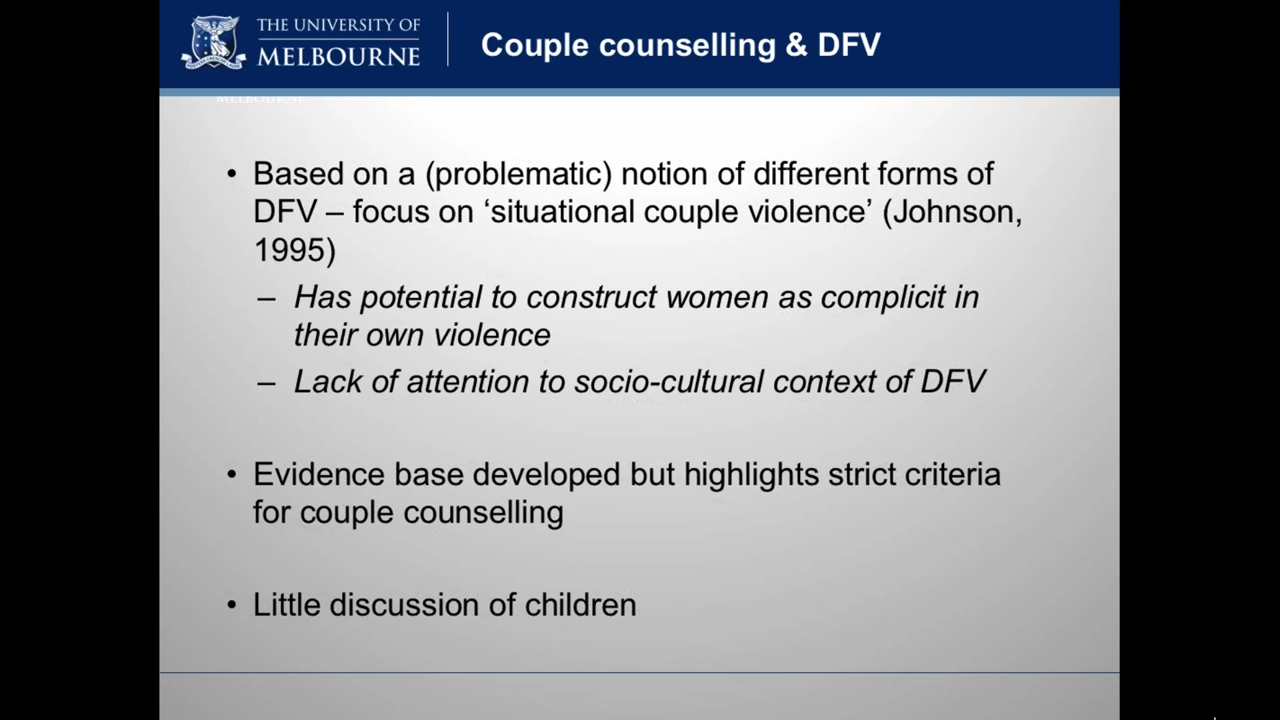 THE UNIVERSITY OF
MELBOURNE
Couple counselling & DFV
MELBOURNE
• Based on a (problematic) notion of different forms of
DFV – focus on ‘situational couple violence’ (Johnson,
1995)
– Has potential to construct women as complicit in
their own violence
– Lack of attention to socio-cultural context of DFV
• Evidence base developed but highlights strict criteria
for couple counselling
• Little discussion of children